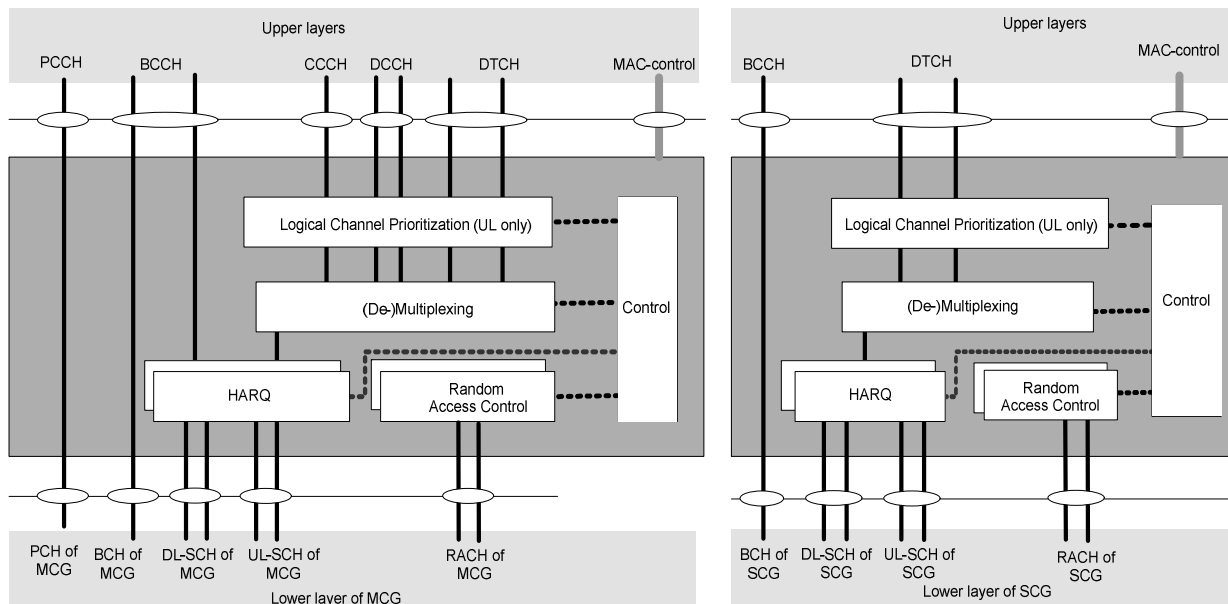 Upper layers
PCCH BCCH CCCH DCCH DTCH MAC-control
Logical Channel Prioritization (UL only)
(De-)Multiplexing
Control
HARQ
Random
Access Control
PCH of
MCG
BCH of
MCG
DL-SCH of
MCG
UL-SCH of
MCG
RACH of
MCG
Lower layer of MCG
Upper layers
BCCH DTCH MAC-control
Logical Channel Prioritization (UL only)
(De-)Multiplexing
Control
HARQ
Random
Access Control
BCH of
SCG
DL-SCH of
SCG
UL-SCH of
SCG
RACH of
SCG
Lower layer of SCG